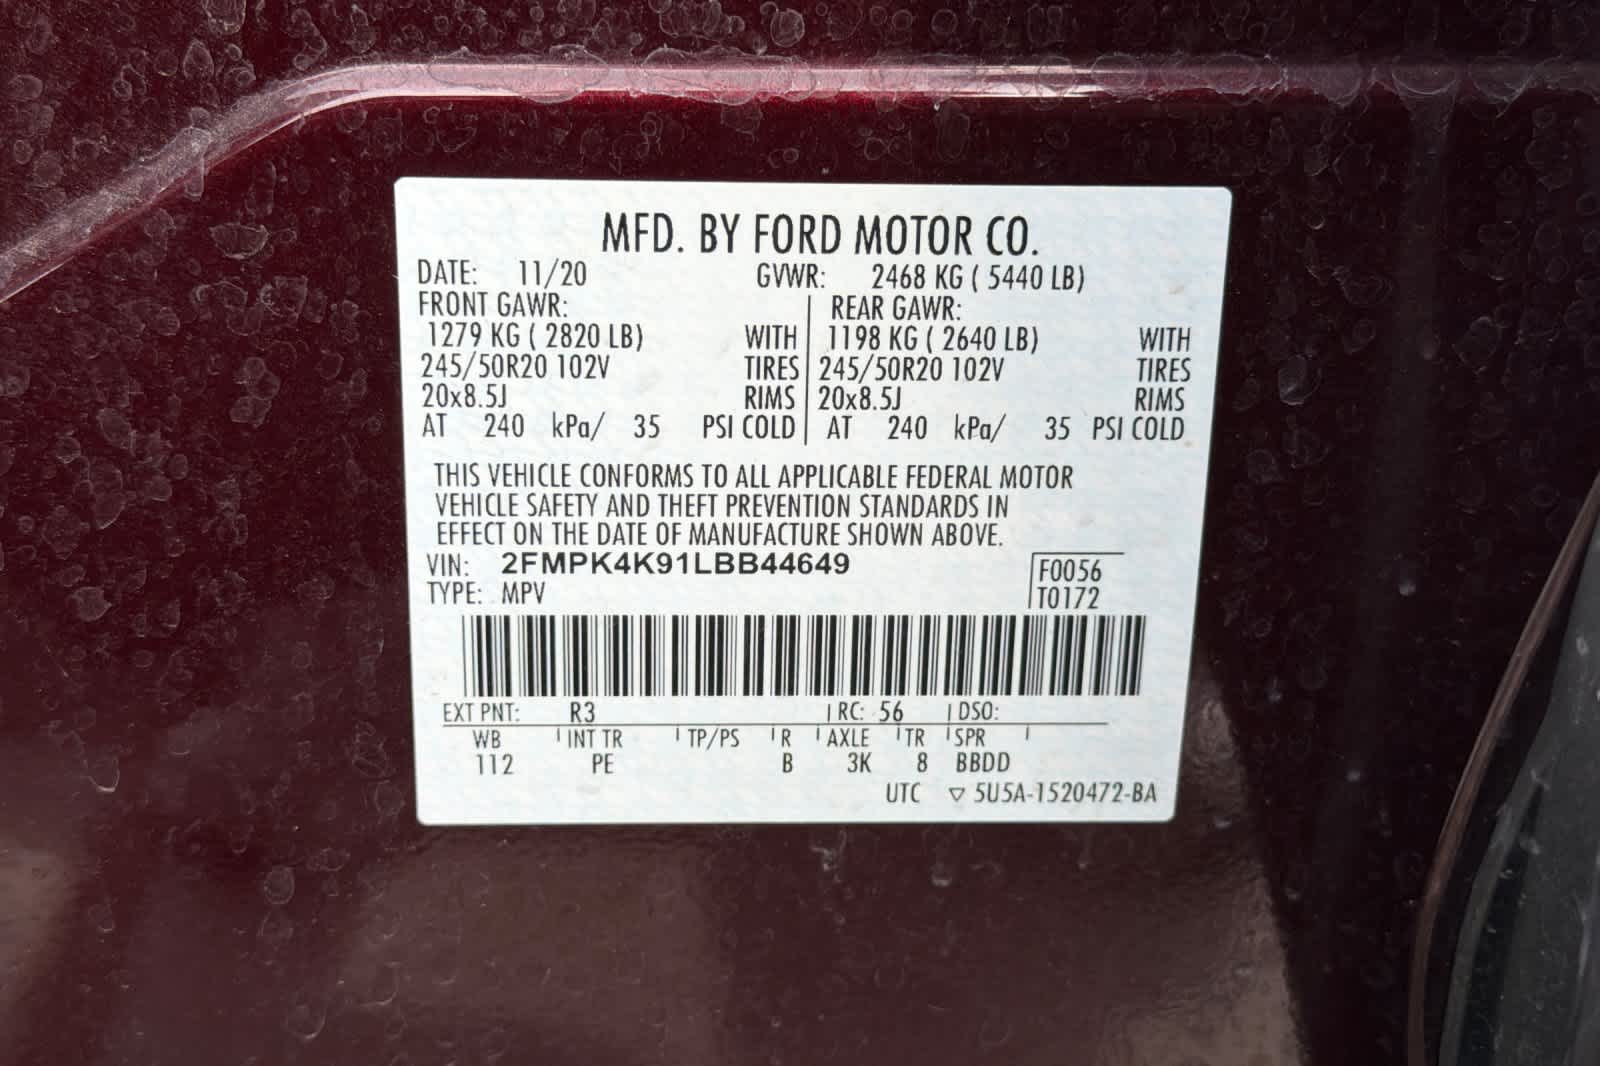 MFD. BY FORD MOTOR CO.
DATE: 11/20 GVWR: 2468 KG ( 5440 LB)
FRONT GAWR: REAR GAWR:
1279 KG ( 2820 LB) WITH 1198 KG ( 2640 LB) WITH
245/50R20 102V TIRES 245/50R20 102V TIRES
20x8.5J RIMS 20x8.5J RIMS
AT 240 kPa/ 35 PSI COLD AT 240 kPa/ 35 PSI COLD
THIS VEHICLE CONFORMS TO ALL APPLICABLE FEDERAL MOTOR
VEHICLE SAFETY AND THEFT PREVENTION STANDARDS IN
EFFECT ON THE DATE OF MANUFACTURE SHOWN ABOVE.
VIN: 2FMPK4K91LBB44649
F0056
TYPE: MPV T0172
EXT PNT: R3 RC: 56 DSO:
WB INT TR TP/PS R AXLE TR SPR
112 PE B 3K 8 BBDD
UTC ▽ 5U5A-1520472-BA